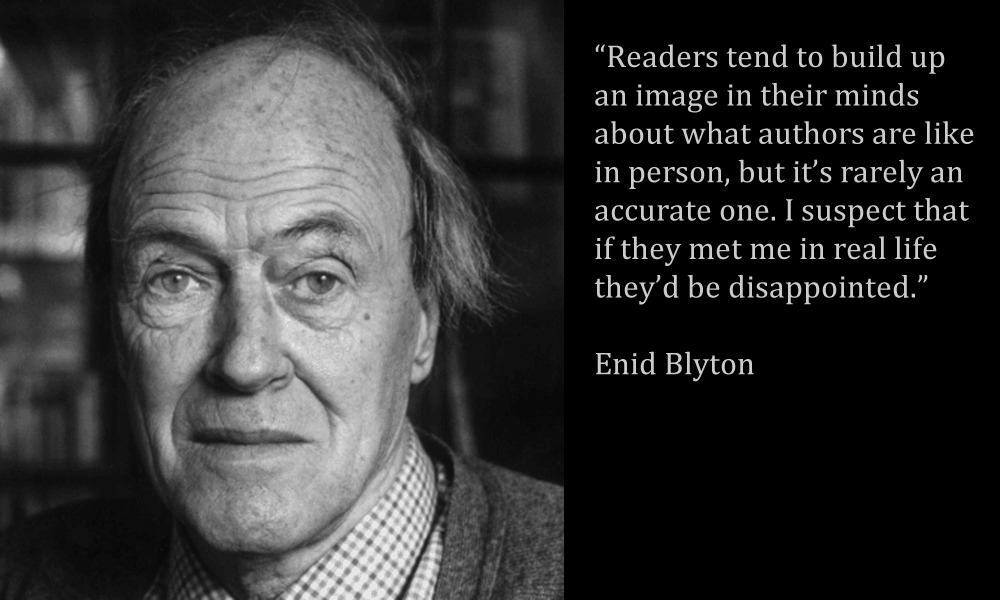 “Readers tend to build up
an image in their minds
about what authors are like
in person, but it’s rarely an
accurate one. I suspect that
if they met me in real life
they’d be disappointed.”
Enid Blyton